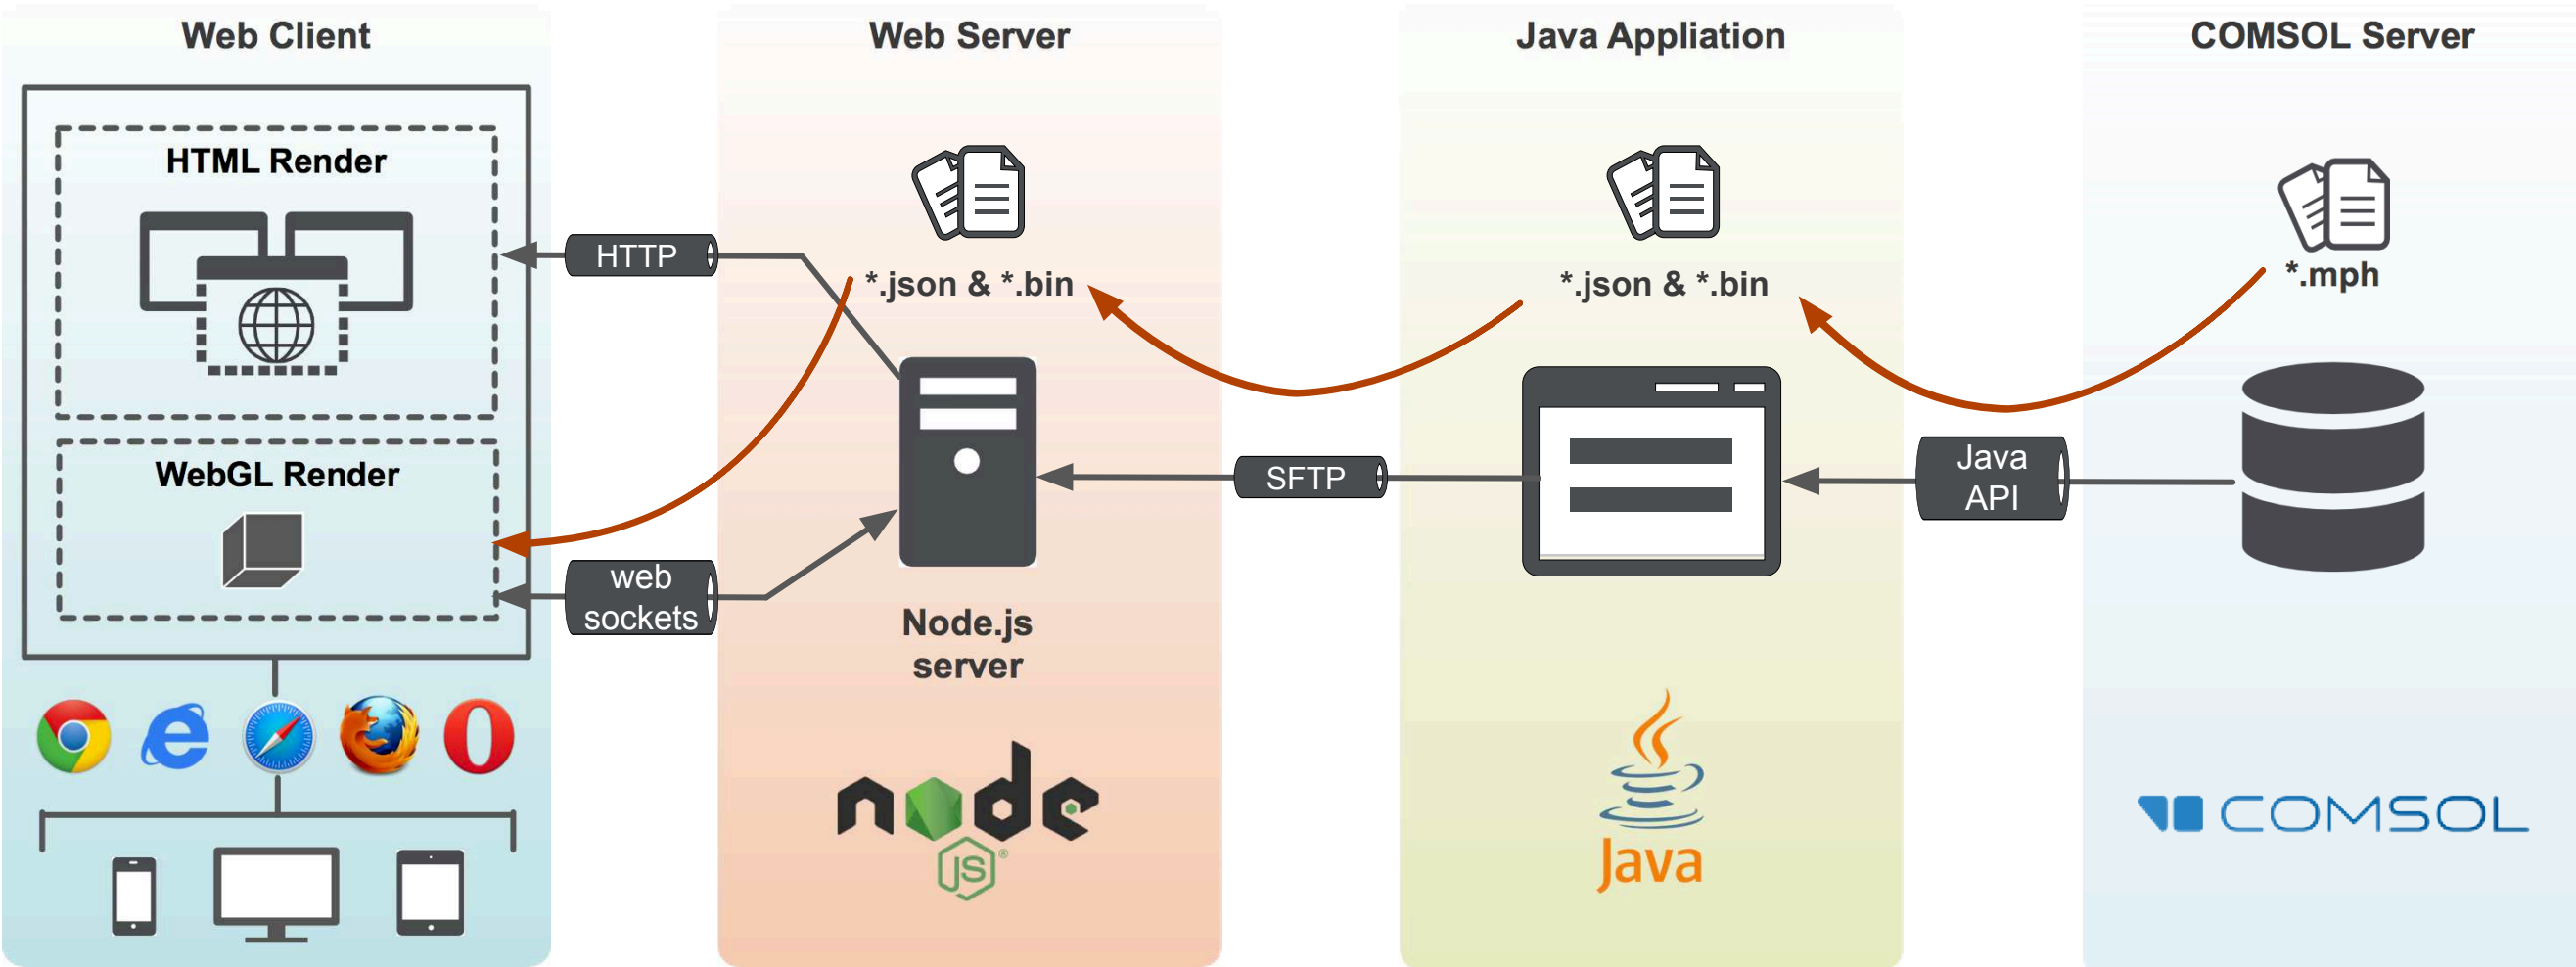 Web Client
HTML Render
WebGL Render
HTTP
web
sockets
Web Server
*.json & *.bin
Node.js
server
node
JS
®
SFTP
Java Appliation
*.json & *.bin
Java
Java
API
COMSOL Server
*.mph
COMSOL